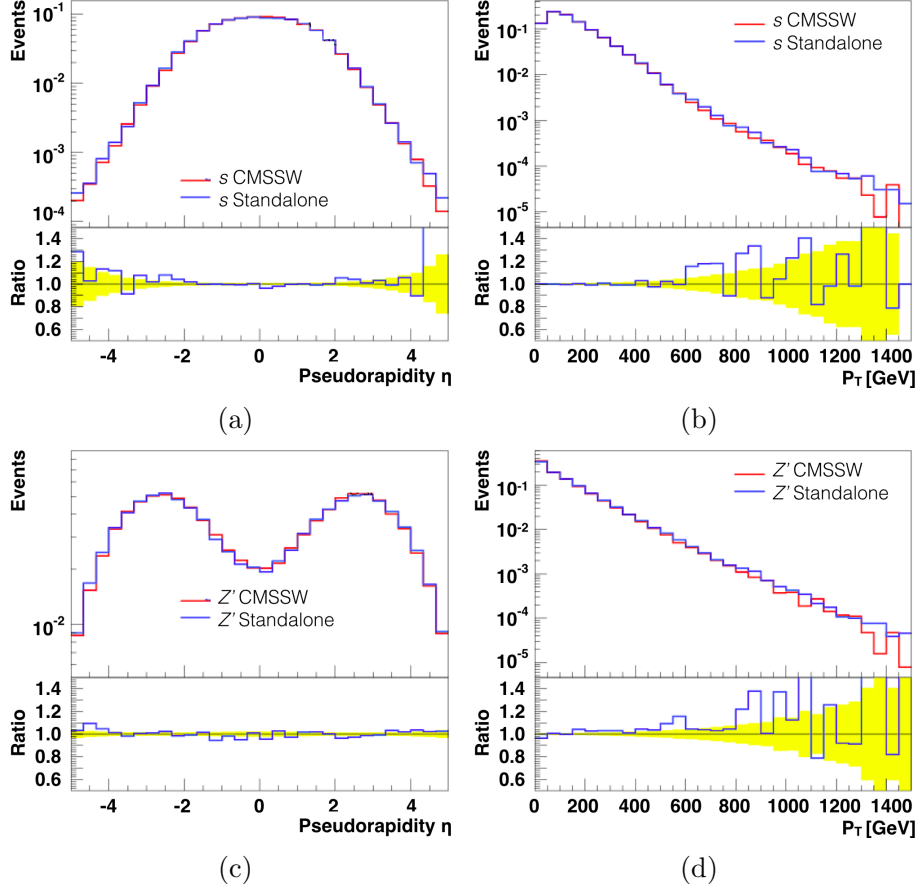 Events
10⁻¹
10⁻²
10⁻³
10⁻⁴
s CMSSW
s Standalone
Ratio
1.4
1.2
1.0
0.8
0.6
-4 -2 0 2 4
Pseudorapidity η
(a)
Events
10⁻¹
10⁻²
10⁻³
10⁻⁴
10⁻⁵
s CMSSW
s Standalone
Ratio
1.4
1.2
1.0
0.8
0.6
0 200 400 600 800 1000 1200 1400
P_T [GeV]
(b)
Events
10⁻²
Z' CMSSW
Z' Standalone
Ratio
1.4
1.2
1.0
0.8
0.6
-4 -2 0 2 4
Pseudorapidity η
(c)
Events
10⁻¹
10⁻²
10⁻³
10⁻⁴
10⁻⁵
Z' CMSSW
Z' Standalone
Ratio
1.4
1.2
1.0
0.8
0.6
0 200 400 600 800 1000 1200 1400
P_T [GeV]
(d)